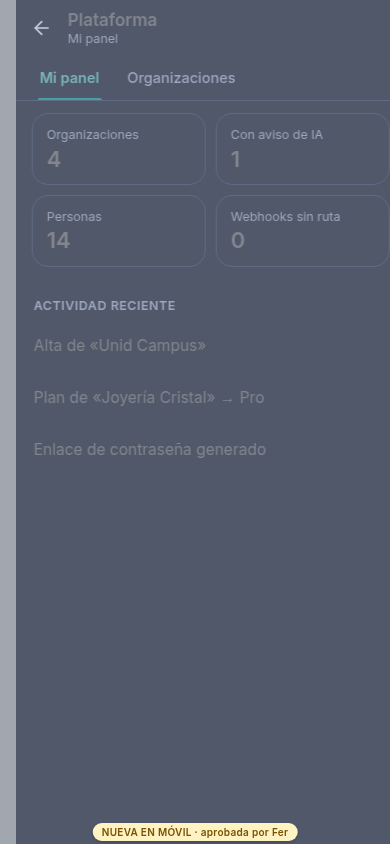 Plataforma
Mi panel
Mi panel
Organizaciones
Organizaciones
4
Con aviso de IA
1
Personas
14
Webhooks sin ruta
0
ACTIVIDAD RECIENTE
Alta de «Unid Campus»
Plan de «Joyería Cristal» → Pro
Enlace de contraseña generado
NUEVA EN MÓVIL · aprobada por Fer